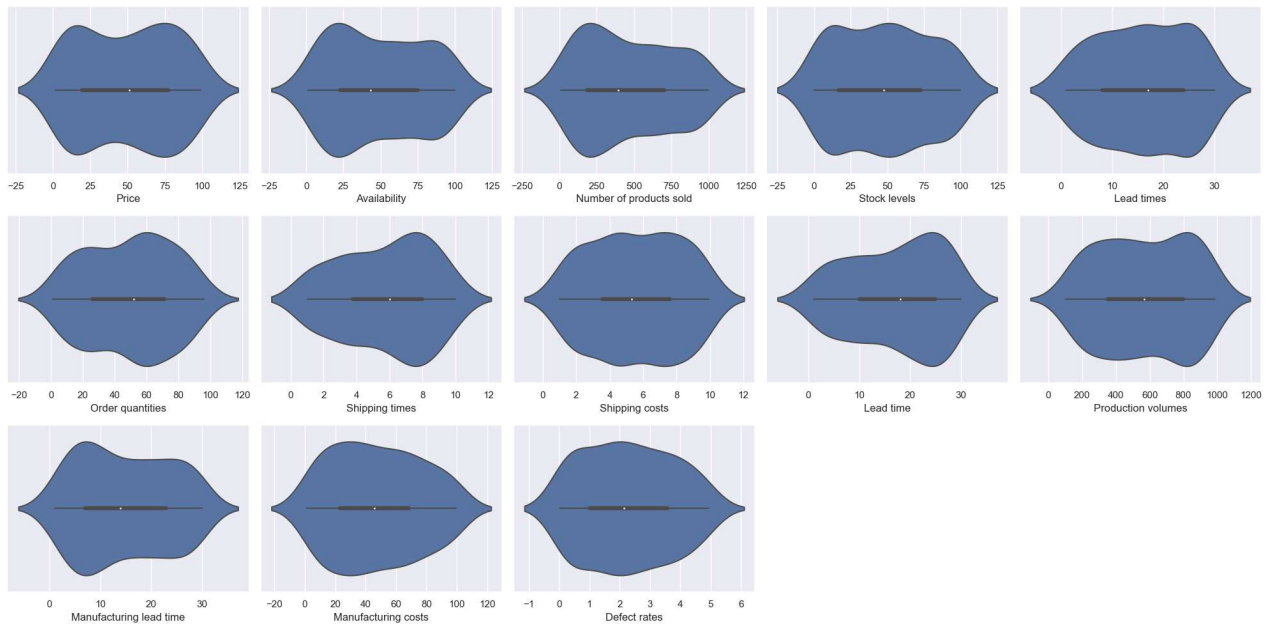 −25 0 25 50 75 100 125
Price
−25 0 25 50 75 100 125
Availability
−250 0 250 500 750 1000 1250
Number of products sold
−25 0 25 50 75 100 125
Stock levels
0 10 20 30
Lead times
−20 0 20 40 60 80 100 120
Order quantities
0 2 4 6 8 10 12
Shipping times
0 2 4 6 8 10 12
Shipping costs
0 10 20 30
Lead time
0 200 400 600 800 1000 1200
Production volumes
0 10 20 30
Manufacturing lead time
−20 0 20 40 60 80 100 120
Manufacturing costs
−1 0 1 2 3 4 5 6
Defect rates